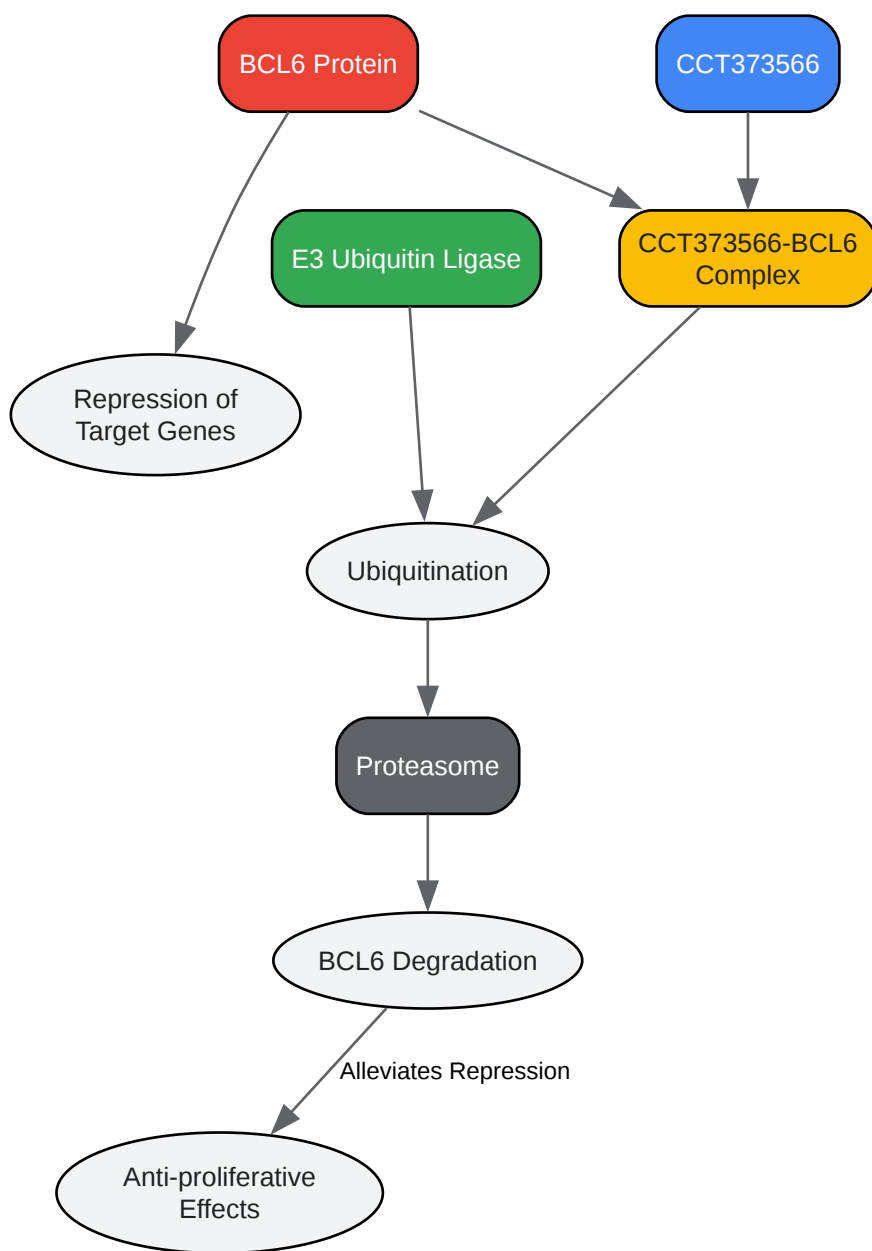 BCL6 Protein
CCT373566
E3 Ubiquitin Ligase
CCT373566-BCL6
Complex
Repression of
Target Genes
Ubiquitination
Proteasome
BCL6 Degradation
Alleviates Repression
Anti-proliferative
Effects